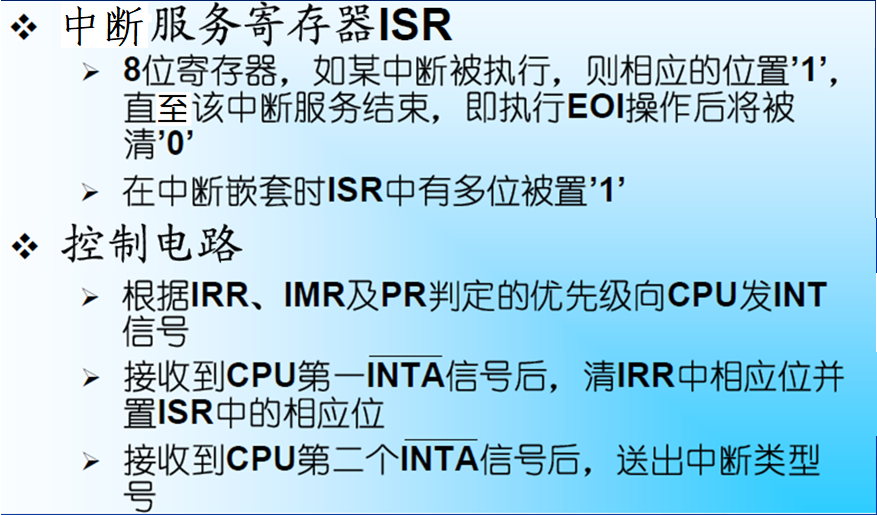 ❖ 中断服务寄存器ISR
➢ 8位寄存器，如某中断被执行，则相应的位置’1’，
直至该中断服务结束，即执行EOI操作后将被
清’0’
➢ 在中断嵌套时ISR中有多位被置’1’
❖ 控制电路
➢ 根据IRR、IMR及PR判定的优先级向CPU发INT
信号
➢ 接收到CPU第一I̅N̅T̅A̅信号后，清IRR中相应位并
置ISR中的相应位
➢ 接收到CPU第二个I̅N̅T̅A̅信号后，送出中断类型
号